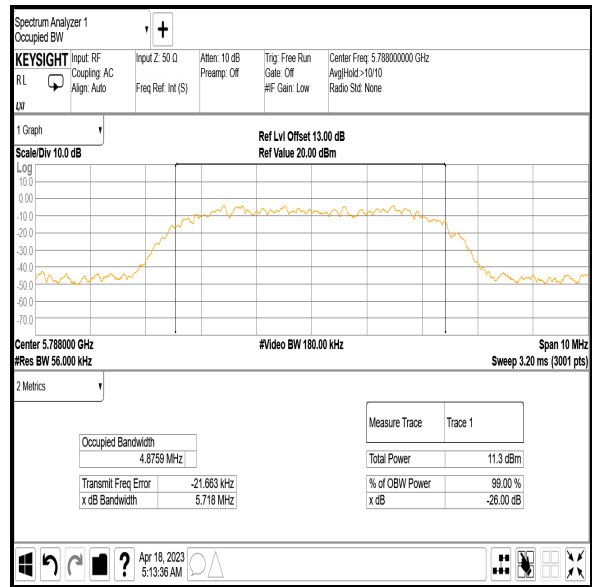 Spectrum Analyzer 1
Occupied BW
KEYSIGHT Input: RF Input Z: 50 Ω Atten: 10 dB Trig: Free Run Center Freq: 5.788000000 GHz
RL Coupling: AC Preamp: Off Gate: Off Avg|Hold:>10/10
Align: Auto Freq Ref: Int (S) #IF Gain: Low Radio Std: None
LXI
1 Graph
Ref Lvl Offset 13.00 dB
Scale/Div 10.0 dB Ref Value 20.00 dBm
Log
10.0
0.00
-10.0
-20.0
-30.0
-40.0
-50.0
-60.0
-70.0
Center 5.788000 GHz #Video BW 180.00 kHz Span 10 MHz
#Res BW 56.000 kHz Sweep 3.20 ms (3001 pts)
2 Metrics
Measure Trace Trace 1
Occupied Bandwidth
4.8759 MHz
Total Power 11.3 dBm
Transmit Freq Error -21.663 kHz % of OBW Power 99.00 %
x dB Bandwidth 5.718 MHz x dB -26.00 dB
? Apr 18, 2023
5:13:36 AM